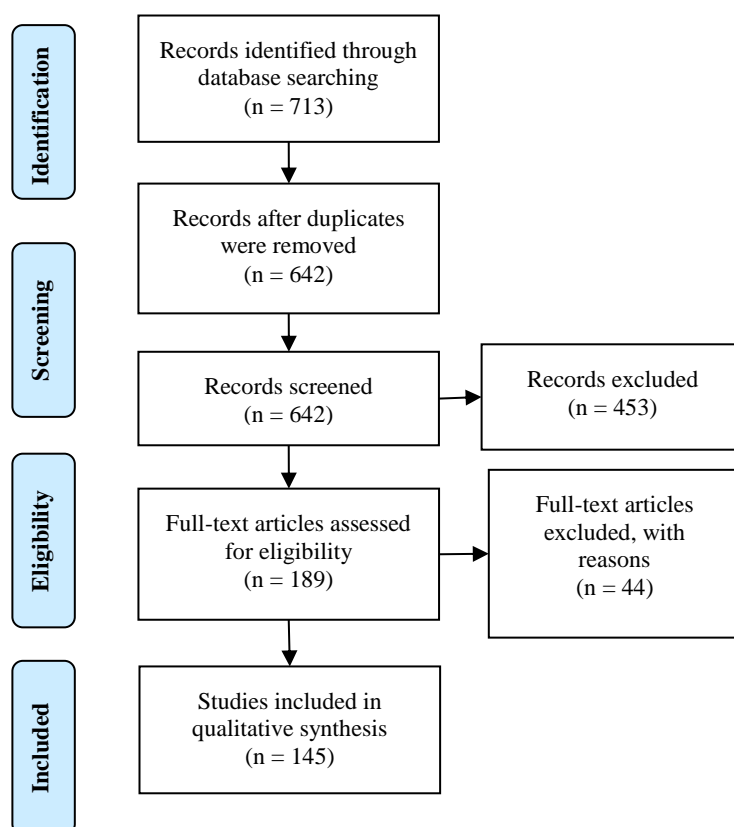 Identification
Records identified through
database searching
(n = 713)
Records after duplicates
were removed
(n = 642)
Screening
Records screened
(n = 642)
Records excluded
(n = 453)
Eligibility
Full-text articles assessed
for eligibility
(n = 189)
Full-text articles
excluded, with
reasons
(n = 44)
Included
Studies included in
qualitative synthesis
(n = 145)